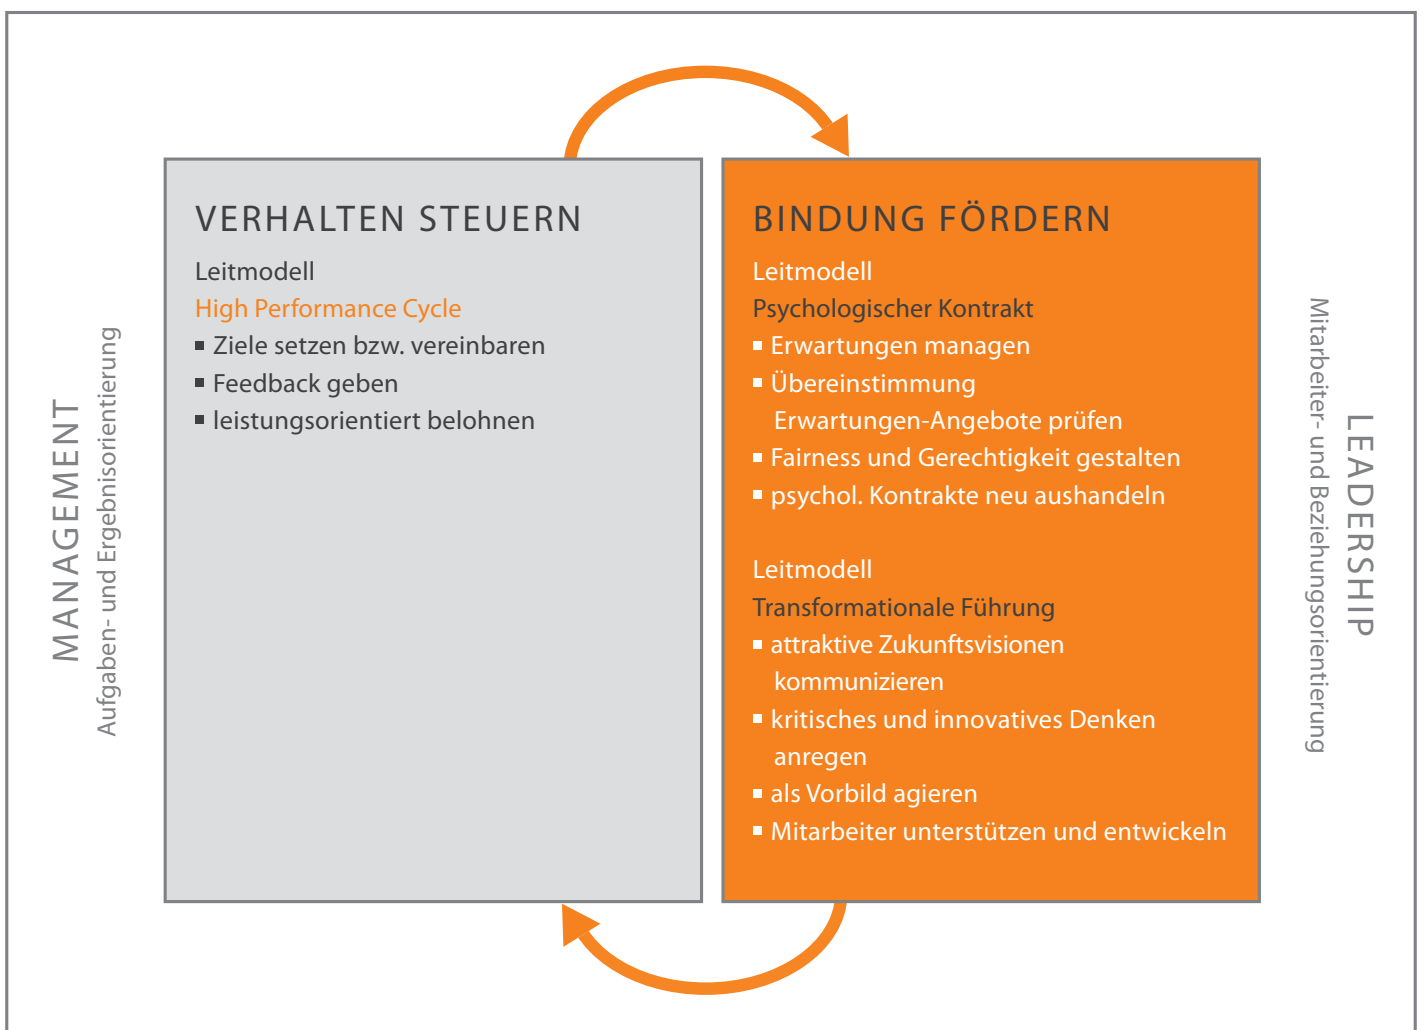 MANAGEMENT
Aufgaben- und Ergebnisorientierung
VERHALTEN STEUERN
Leitmodell
High Performance Cycle
▪ Ziele setzen bzw. vereinbaren
▪ Feedback geben
▪ leistungsorientiert belohnen
BINDUNG FÖRDERN
Leitmodell
Psychologischer Kontrakt
▪ Erwartungen managen
▪ Übereinstimmung
Erwartungen-Angebote prüfen
▪ Fairness und Gerechtigkeit gestalten
▪ psychol. Kontrakte neu aushandeln
Leitmodell
Transformationale Führung
▪ attraktive Zukunftsvisionen
kommunizieren
▪ kritisches und innovatives Denken
anregen
▪ als Vorbild agieren
▪ Mitarbeiter unterstützen und entwickeln
LEADERSHIP
Mitarbeiter- und Beziehungsorientierung